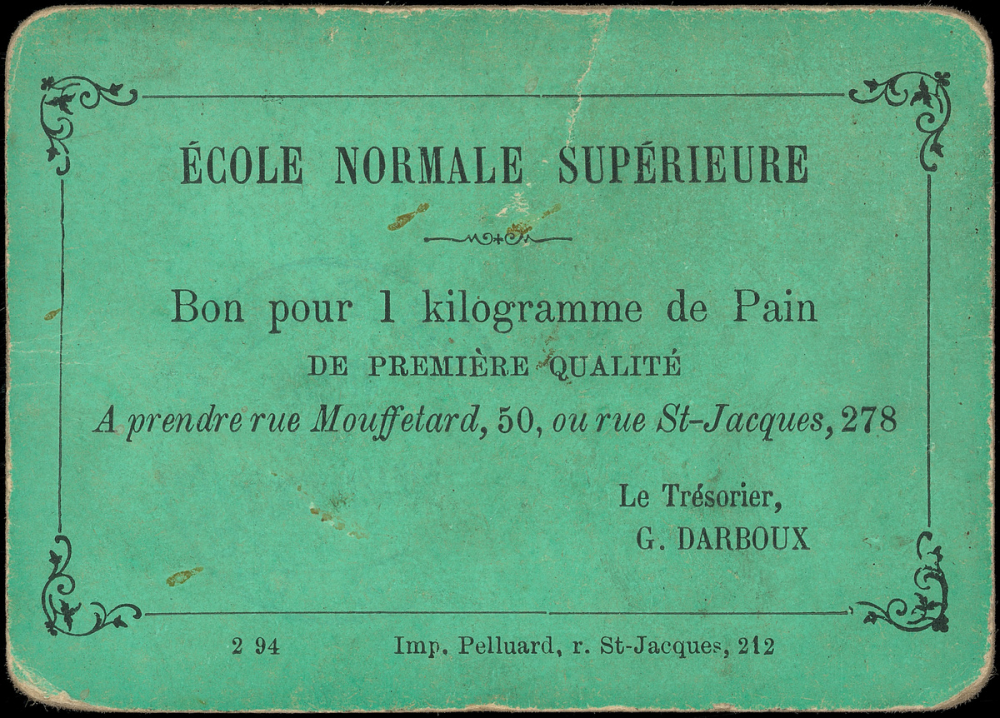 ÉCOLE NORMALE SUPÉRIEURE
Bon pour 1 kilogramme de Pain
DE PREMIÈRE QUALITÉ
A prendre rue Mouffetard, 50, ou rue St-Jacques, 278
Le Trésorier,
G. DARBOUX
2 94 Imp. Pelluard, r. St-Jacques, 212